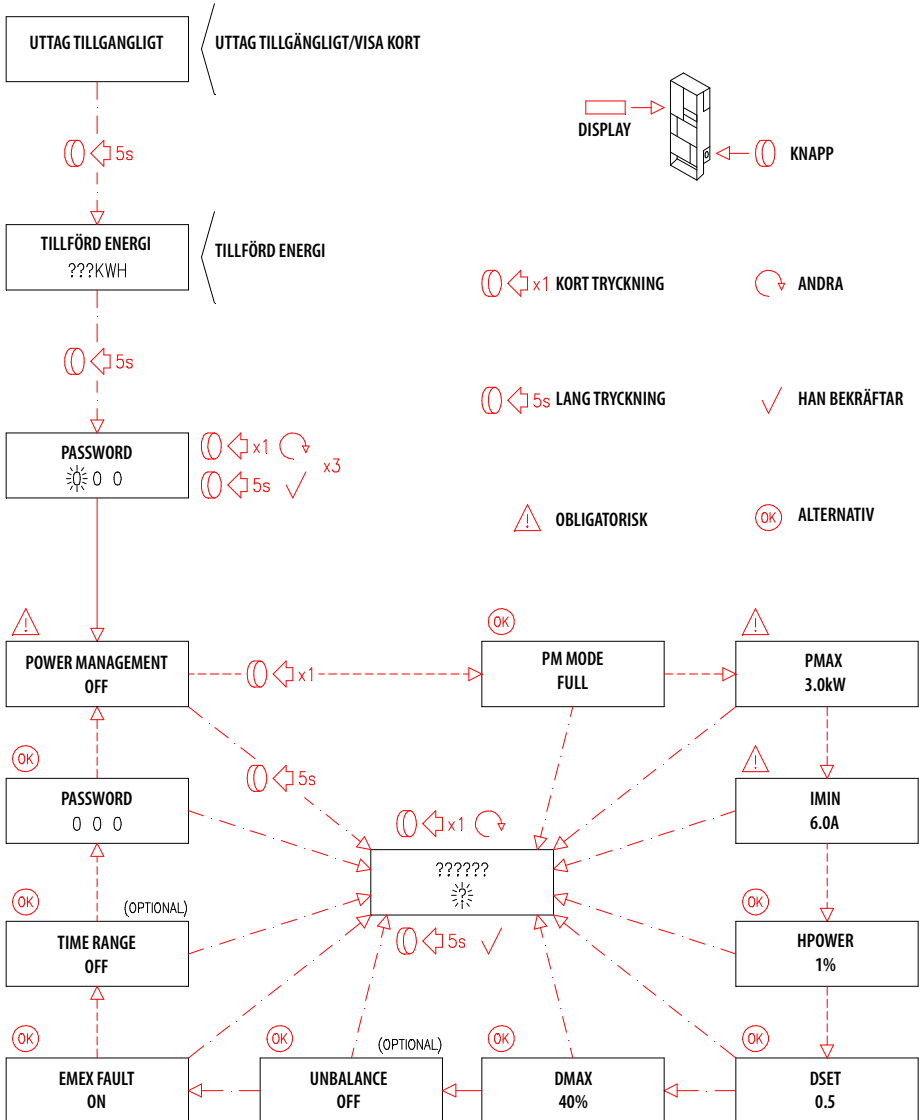 UTTAG TILLGANGLIGT
UTTAG TILLGÄNGLIGT/VISA KORT
DISPLAY
KNAPP
5s
TILLFÖRD ENERGI
???KWH
TILLFÖRD ENERGI
x1 KORT TRYCKNING
ANDRA
5s
5s LANG TRYCKNING
HAN BEKRÄFTAR
PASSWORD
0 0 0
x1
5s
x3
OBLIGATORISK
OK ALTERNATIV
POWER MANAGEMENT
OFF
x1
OK
PM MODE
FULL
PMAX
3.0kW
5s
OK
PASSWORD
0 0 0
IMIN
6.0A
x1
??????
?
5s
OK
(OPTIONAL)
TIME RANGE
OFF
OK
HPOWER
1%
OK
EMEX FAULT
ON
OK
(OPTIONAL)
UNBALANCE
OFF
OK
DMAX
40%
OK
DSET
0.5